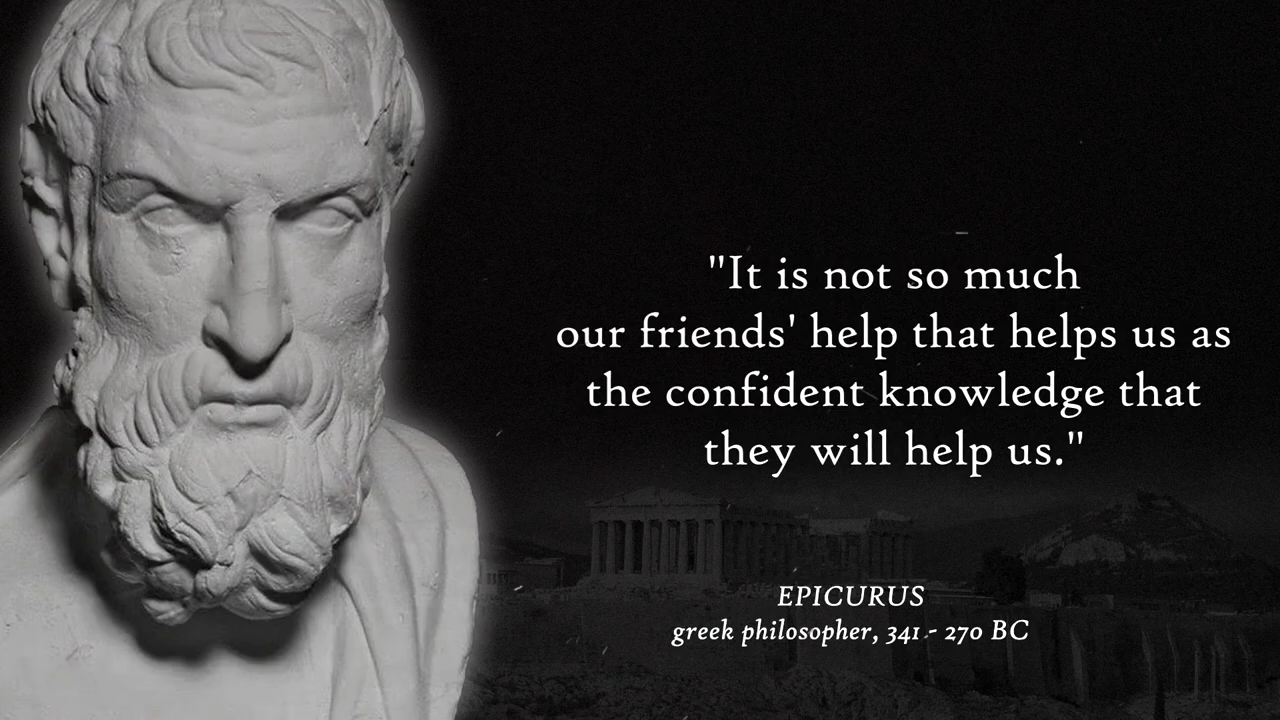 "It is not so much
our friends' help that helps us as
the confident knowledge that
they will help us."
EPICURUS
greek philosopher, 341 - 270 BC